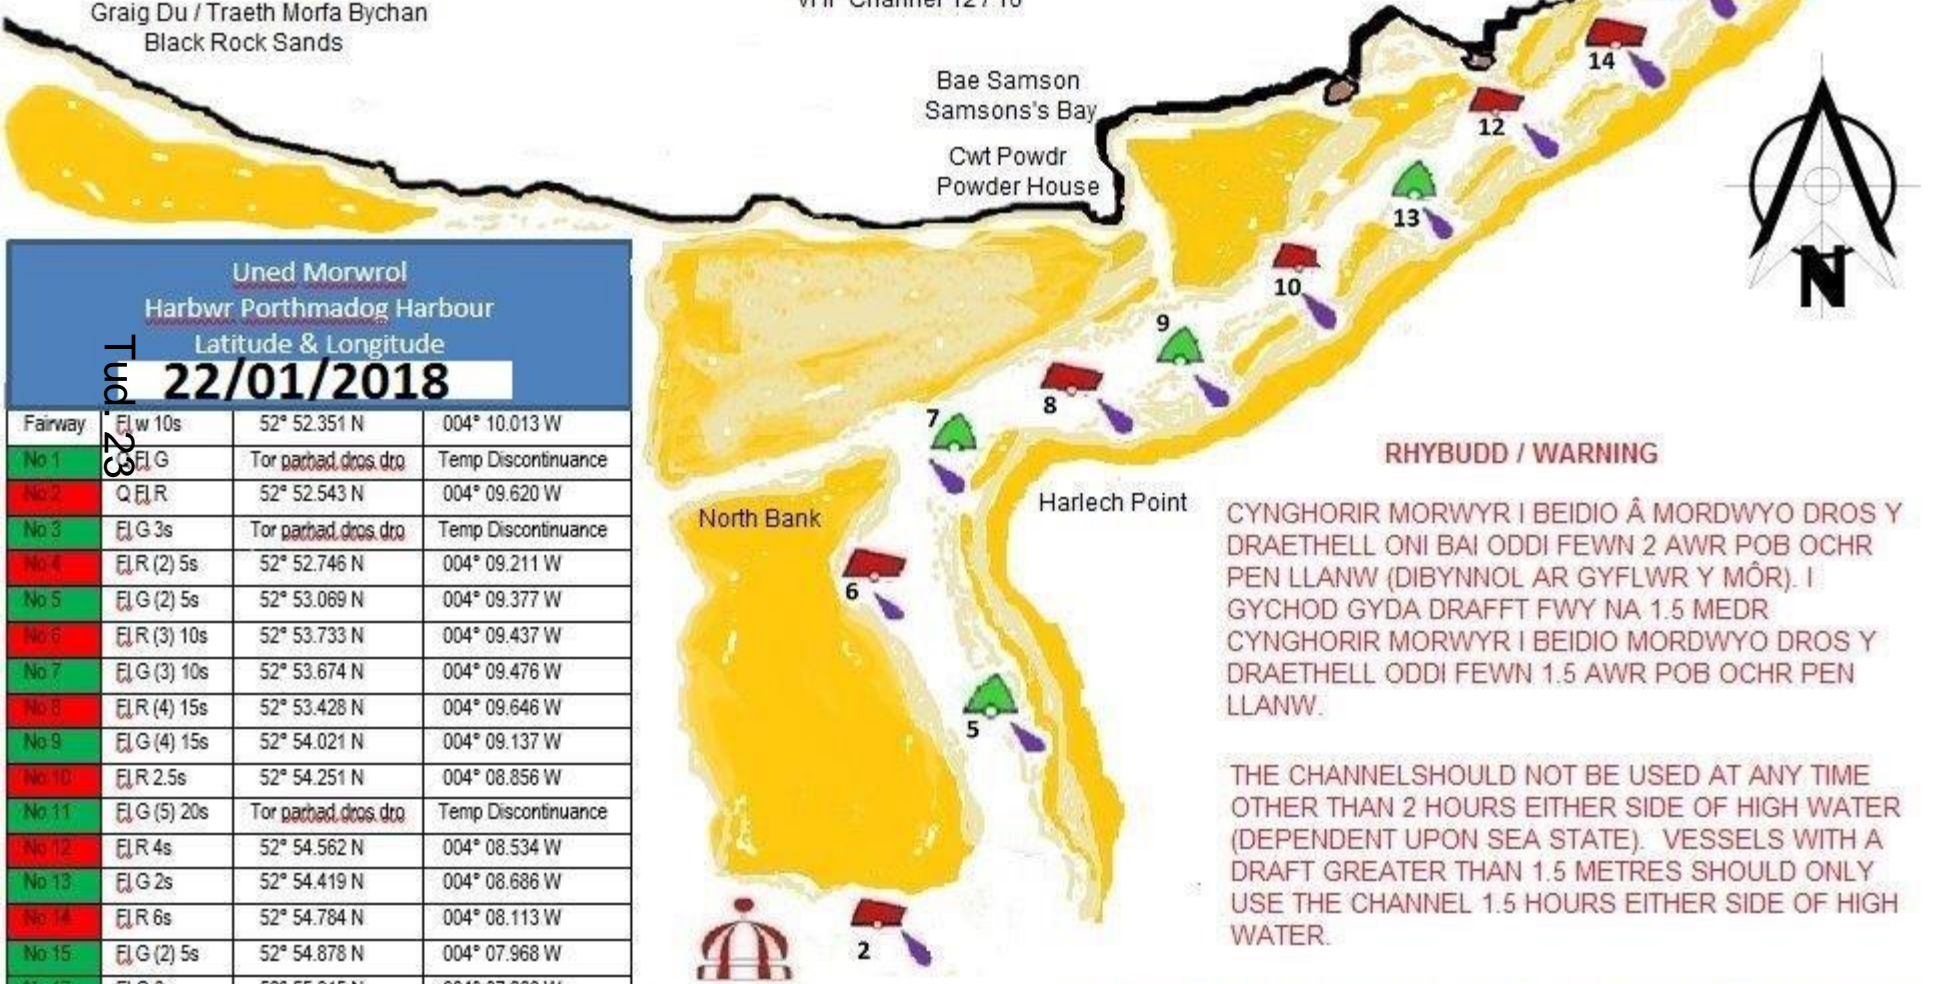 Graig Du / Traeth Morfa Bychan
Black Rock Sands
VHF Channel 12 / 16
Bae Samson
Samsons's Bay
Cwt Powdr
Powder House
14
12
13
10
9
8
7
6
5
2
N
North Bank
Harlech Point
Uned Morwrol
Harbwr Porthmadog Harbour
Latitude & Longitude
22/01/2018
Tud. 23
Fairway Fl w 10s 52° 52.351 N 004° 10.013 W
No 1 Q Fl G Tor parhad dros dro Temp Discontinuance
No 2 Q Fl R 52° 52.543 N 004° 09.620 W
No 3 Fl G 3s Tor parhad dros dro Temp Discontinuance
No 4 Fl R (2) 5s 52° 52.746 N 004° 09.211 W
No 5 Fl G (2) 5s 52° 53.069 N 004° 09.377 W
No 6 Fl R (3) 10s 52° 53.733 N 004° 09.437 W
No 7 Fl G (3) 10s 52° 53.674 N 004° 09.476 W
No 8 Fl R (4) 15s 52° 53.428 N 004° 09.646 W
No 9 Fl G (4) 15s 52° 54.021 N 004° 09.137 W
No 10 Fl R 2.5s 52° 54.251 N 004° 08.856 W
No 11 Fl G (5) 20s Tor parhad dros dro Temp Discontinuance
No 12 Fl R 4s 52° 54.562 N 004° 08.534 W
No 13 Fl G 2s 52° 54.419 N 004° 08.686 W
No 14 Fl R 6s 52° 54.784 N 004° 08.113 W
No 15 Fl G (2) 5s 52° 54.878 N 004° 07.968 W
RHYBUDD / WARNING
CYNGHORIR MORWYR I BEIDIO Â MORDWYO DROS Y
DRAETHELL ONI BAI ODDI FEWN 2 AWR POB OCHR
PEN LLANW (DIBYNNOL AR GYFLWR Y MÔR). I
GYCHOD GYDA DRAFFT FWY NA 1.5 MEDR
CYNGHORIR MORWYR I BEIDIO MORDWYO DROS Y
DRAETHELL ODDI FEWN 1.5 AWR POB OCHR PEN
LLANW.
THE CHANNELSHOULD NOT BE USED AT ANY TIME
OTHER THAN 2 HOURS EITHER SIDE OF HIGH WATER
(DEPENDENT UPON SEA STATE). VESSELS WITH A
DRAFT GREATER THAN 1.5 METRES SHOULD ONLY
USE THE CHANNEL 1.5 HOURS EITHER SIDE OF HIGH
WATER.